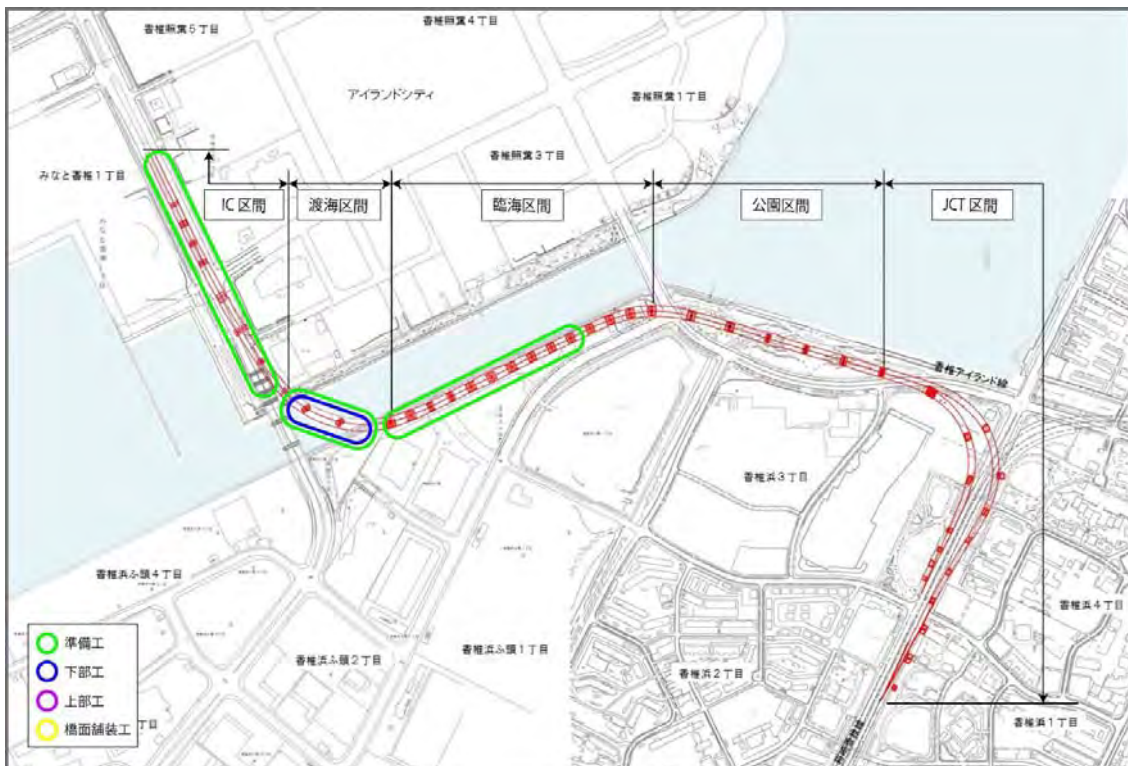 香椎照葉5丁目
香椎照葉4丁目
アイランドシティ
香椎照葉1丁目
香椎照葉3丁目
みなと香椎1丁目
IC区間
渡海区間
臨海区間
公園区間
JCT区間
香椎アイランド線
香椎浜3丁目
香椎浜ふ頭4丁目
香椎浜4丁目
香椎浜ふ頭2丁目
香椎浜ふ頭1丁目
香椎浜2丁目
香椎浜1丁目
準備工
下部工
上部工
橋面舗装工
丁目